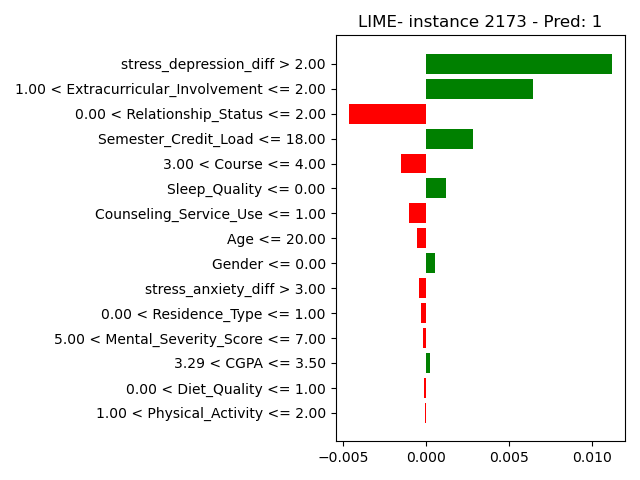 LIME- instance 2173 - Pred: 1
stress_depression_diff > 2.00
1.00 < Extracurricular_Involvement <= 2.00
0.00 < Relationship_Status <= 2.00
Semester_Credit_Load <= 18.00
3.00 < Course <= 4.00
Sleep_Quality <= 0.00
Counseling_Service_Use <= 1.00
Age <= 20.00
Gender <= 0.00
stress_anxiety_diff > 3.00
0.00 < Residence_Type <= 1.00
5.00 < Mental_Severity_Score <= 7.00
3.29 < CGPA <= 3.50
0.00 < Diet_Quality <= 1.00
1.00 < Physical_Activity <= 2.00
−0.005 0.000 0.005 0.010